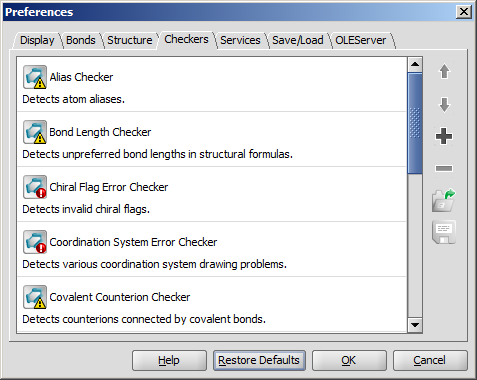 Preferences
Display Bonds Structure Checkers Services Save/Load OLEServer
Alias Checker
Detects atom aliases.
Bond Length Checker
Detects unpreferred bond lengths in structural formulas.
Chiral Flag Error Checker
Detects invalid chiral flags.
Coordination System Error Checker
Detects various coordination system drawing problems.
Covalent Counterion Checker
Detects counterions connected by covalent bonds.
Help Restore Defaults OK Cancel